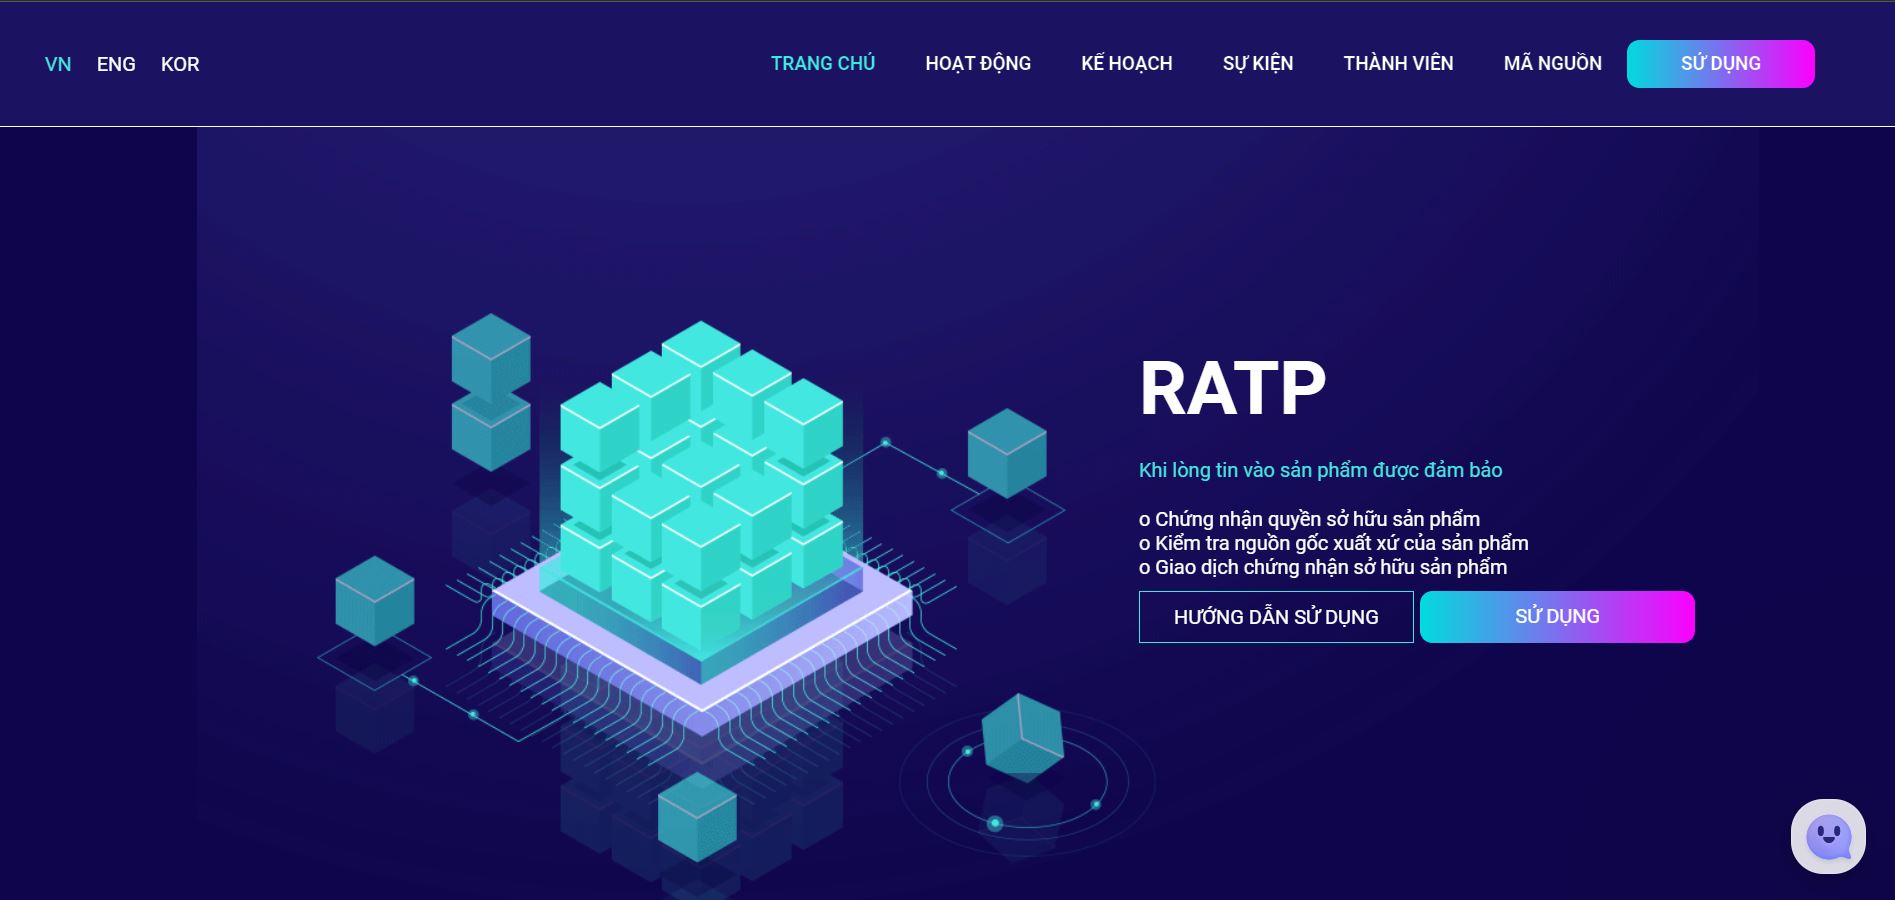 VN ENG KOR
TRANG CHỦ HOẠT ĐỘNG KẾ HOẠCH SỰ KIỆN THÀNH VIÊN MÃ NGUỒN SỬ DỤNG
RATP
Khi lòng tin vào sản phẩm được đảm bảo
o Chứng nhận quyền sở hữu sản phẩm
o Kiểm tra nguồn gốc xuất xứ của sản phẩm
o Giao dịch chứng nhận sở hữu sản phẩm
HƯỚNG DẪN SỬ DỤNG SỬ DỤNG